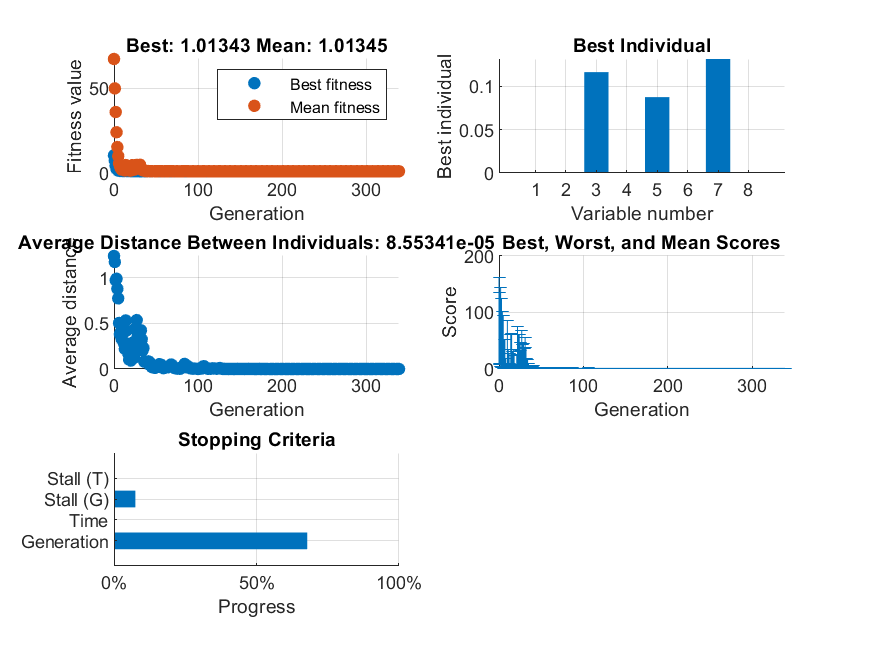 Best: 1.01343 Mean: 1.01345
Fitness value
50
0
0 100 200 300
Generation
Best fitness
Mean fitness
Best Individual
Best individual
0.1
0.05
0
1 2 3 4 5 6 7 8
Variable number
Average Distance Between Individuals: 8.55341e-05
Average distance
1
0.5
0
0 100 200 300
Generation
Best, Worst, and Mean Scores
Score
200
100
0
0 100 200 300
Generation
Stopping Criteria
Stall (T)
Stall (G)
Time
Generation
0% 50% 100%
Progress